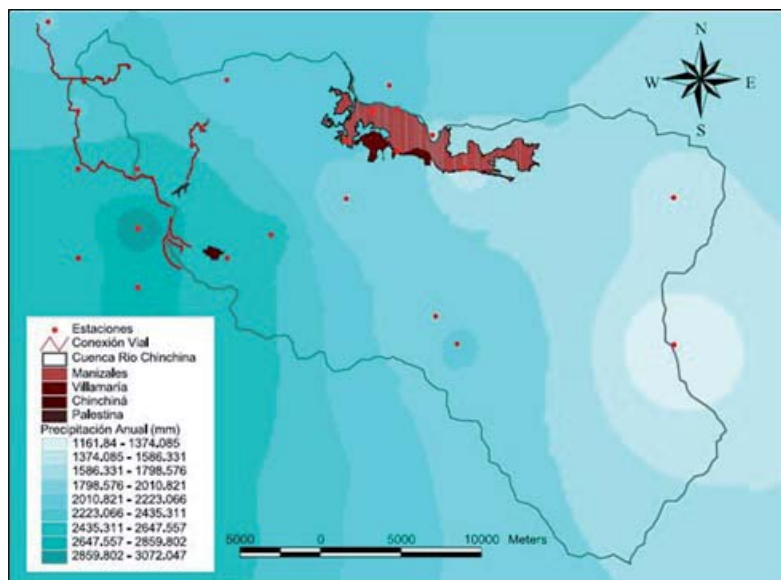 N
W E
S
Estaciones
Conexión Vial
Cuenca Rio Chinchina
Manizales
Villamaría
Chinchiná
Palestina
Precipitación Anual (mm)
1161.84 - 1374.085
1374.085 - 1586.331
1586.331 - 1798.576
1798.576 - 2010.821
2010.821 - 2223.066
2223.066 - 2435.311
2435.311 - 2647.557
2647.557 - 2859.802
2859.802 - 3072.047
5000 0 5000 10000 Meters